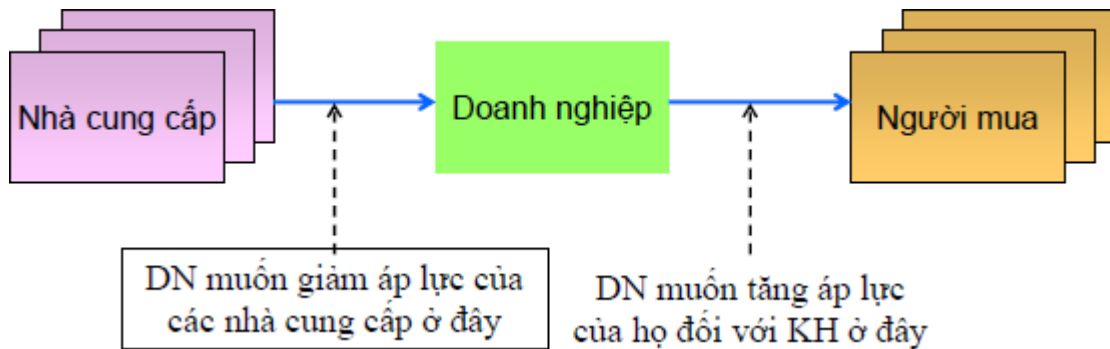 Nhà cung cấp
Doanh nghiệp
Người mua
DN muốn giảm áp lực của
các nhà cung cấp ở đây
DN muốn tăng áp lực
của họ đối với KH ở đây